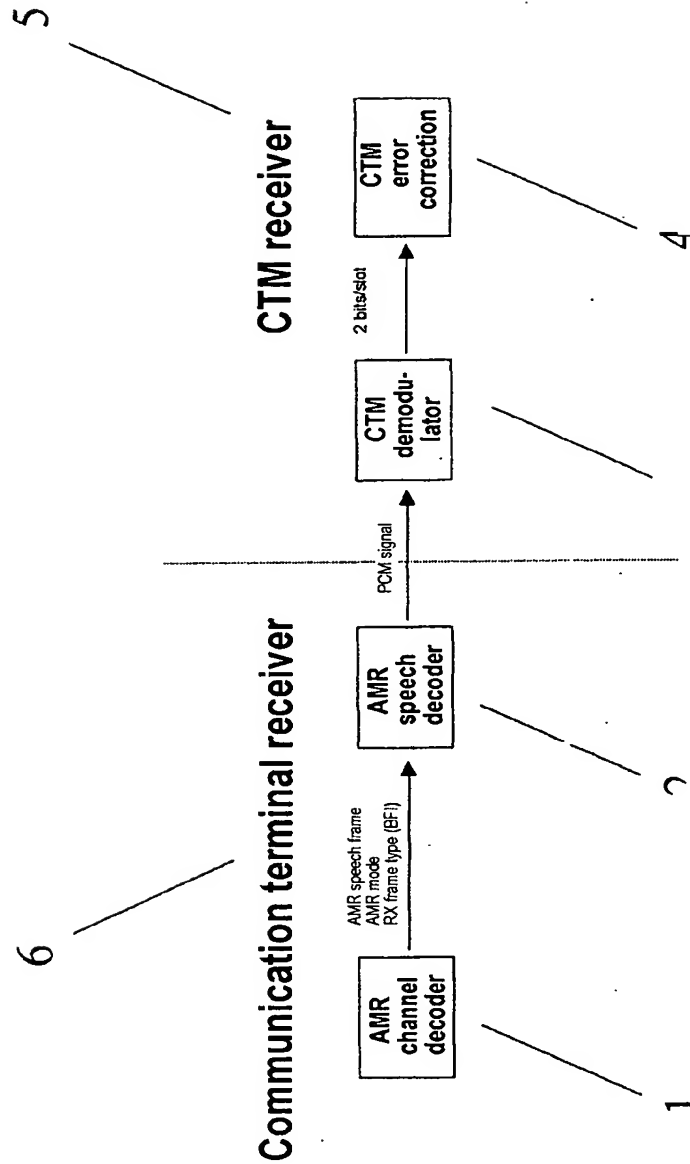 6
5
Communication terminal receiver
CTM receiver
AMR
channel
decoder
AMR speech frame
AMR mode
RX frame type (BFI)
AMR
speech
decoder
PCM signal
CTM
demodu-
lator
2 bits/slot
CTM
error
correction
1
4